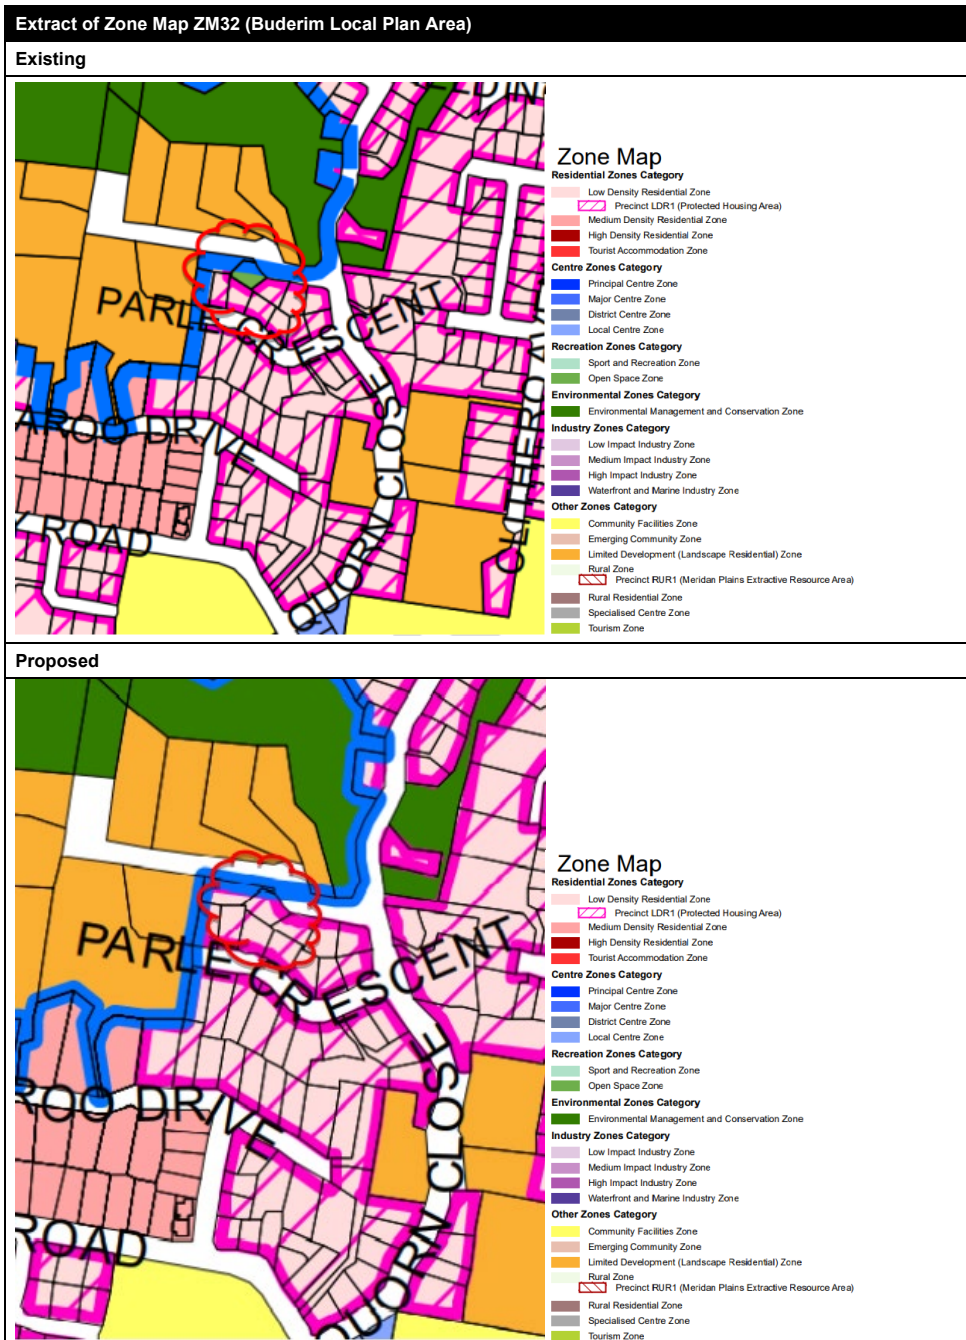 Extract of Zone Map ZM32 (Buderim Local Plan Area)
Existing
PARLE CRESCENT
AROO DRIVE
ROAD
QUORN CLOSE
CLITHEROE A
Zone Map
Residential Zones Category
Low Density Residential Zone
Precinct LDR1 (Protected Housing Area)
Medium Density Residential Zone
High Density Residential Zone
Tourist Accommodation Zone
Centre Zones Category
Principal Centre Zone
Major Centre Zone
District Centre Zone
Local Centre Zone
Recreation Zones Category
Sport and Recreation Zone
Open Space Zone
Environmental Zones Category
Environmental Management and Conservation Zone
Industry Zones Category
Low Impact Industry Zone
Medium Impact Industry Zone
High Impact Industry Zone
Waterfront and Marine Industry Zone
Other Zones Category
Community Facilities Zone
Emerging Community Zone
Limited Development (Landscape Residential) Zone
Rural Zone
Precinct RUR1 (Meridan Plains Extractive Resource Area)
Rural Residential Zone
Specialised Centre Zone
Tourism Zone
Proposed
PARLE CRESCENT
ROO DRIVE
ROAD
QUORN CLOSE
Zone Map
Residential Zones Category
Low Density Residential Zone
Precinct LDR1 (Protected Housing Area)
Medium Density Residential Zone
High Density Residential Zone
Tourist Accommodation Zone
Centre Zones Category
Principal Centre Zone
Major Centre Zone
District Centre Zone
Local Centre Zone
Recreation Zones Category
Sport and Recreation Zone
Open Space Zone
Environmental Zones Category
Environmental Management and Conservation Zone
Industry Zones Category
Low Impact Industry Zone
Medium Impact Industry Zone
High Impact Industry Zone
Waterfront and Marine Industry Zone
Other Zones Category
Community Facilities Zone
Emerging Community Zone
Limited Development (Landscape Residential) Zone
Rural Zone
Precinct RUR1 (Meridan Plains Extractive Resource Area)
Rural Residential Zone
Specialised Centre Zone
Tourism Zone